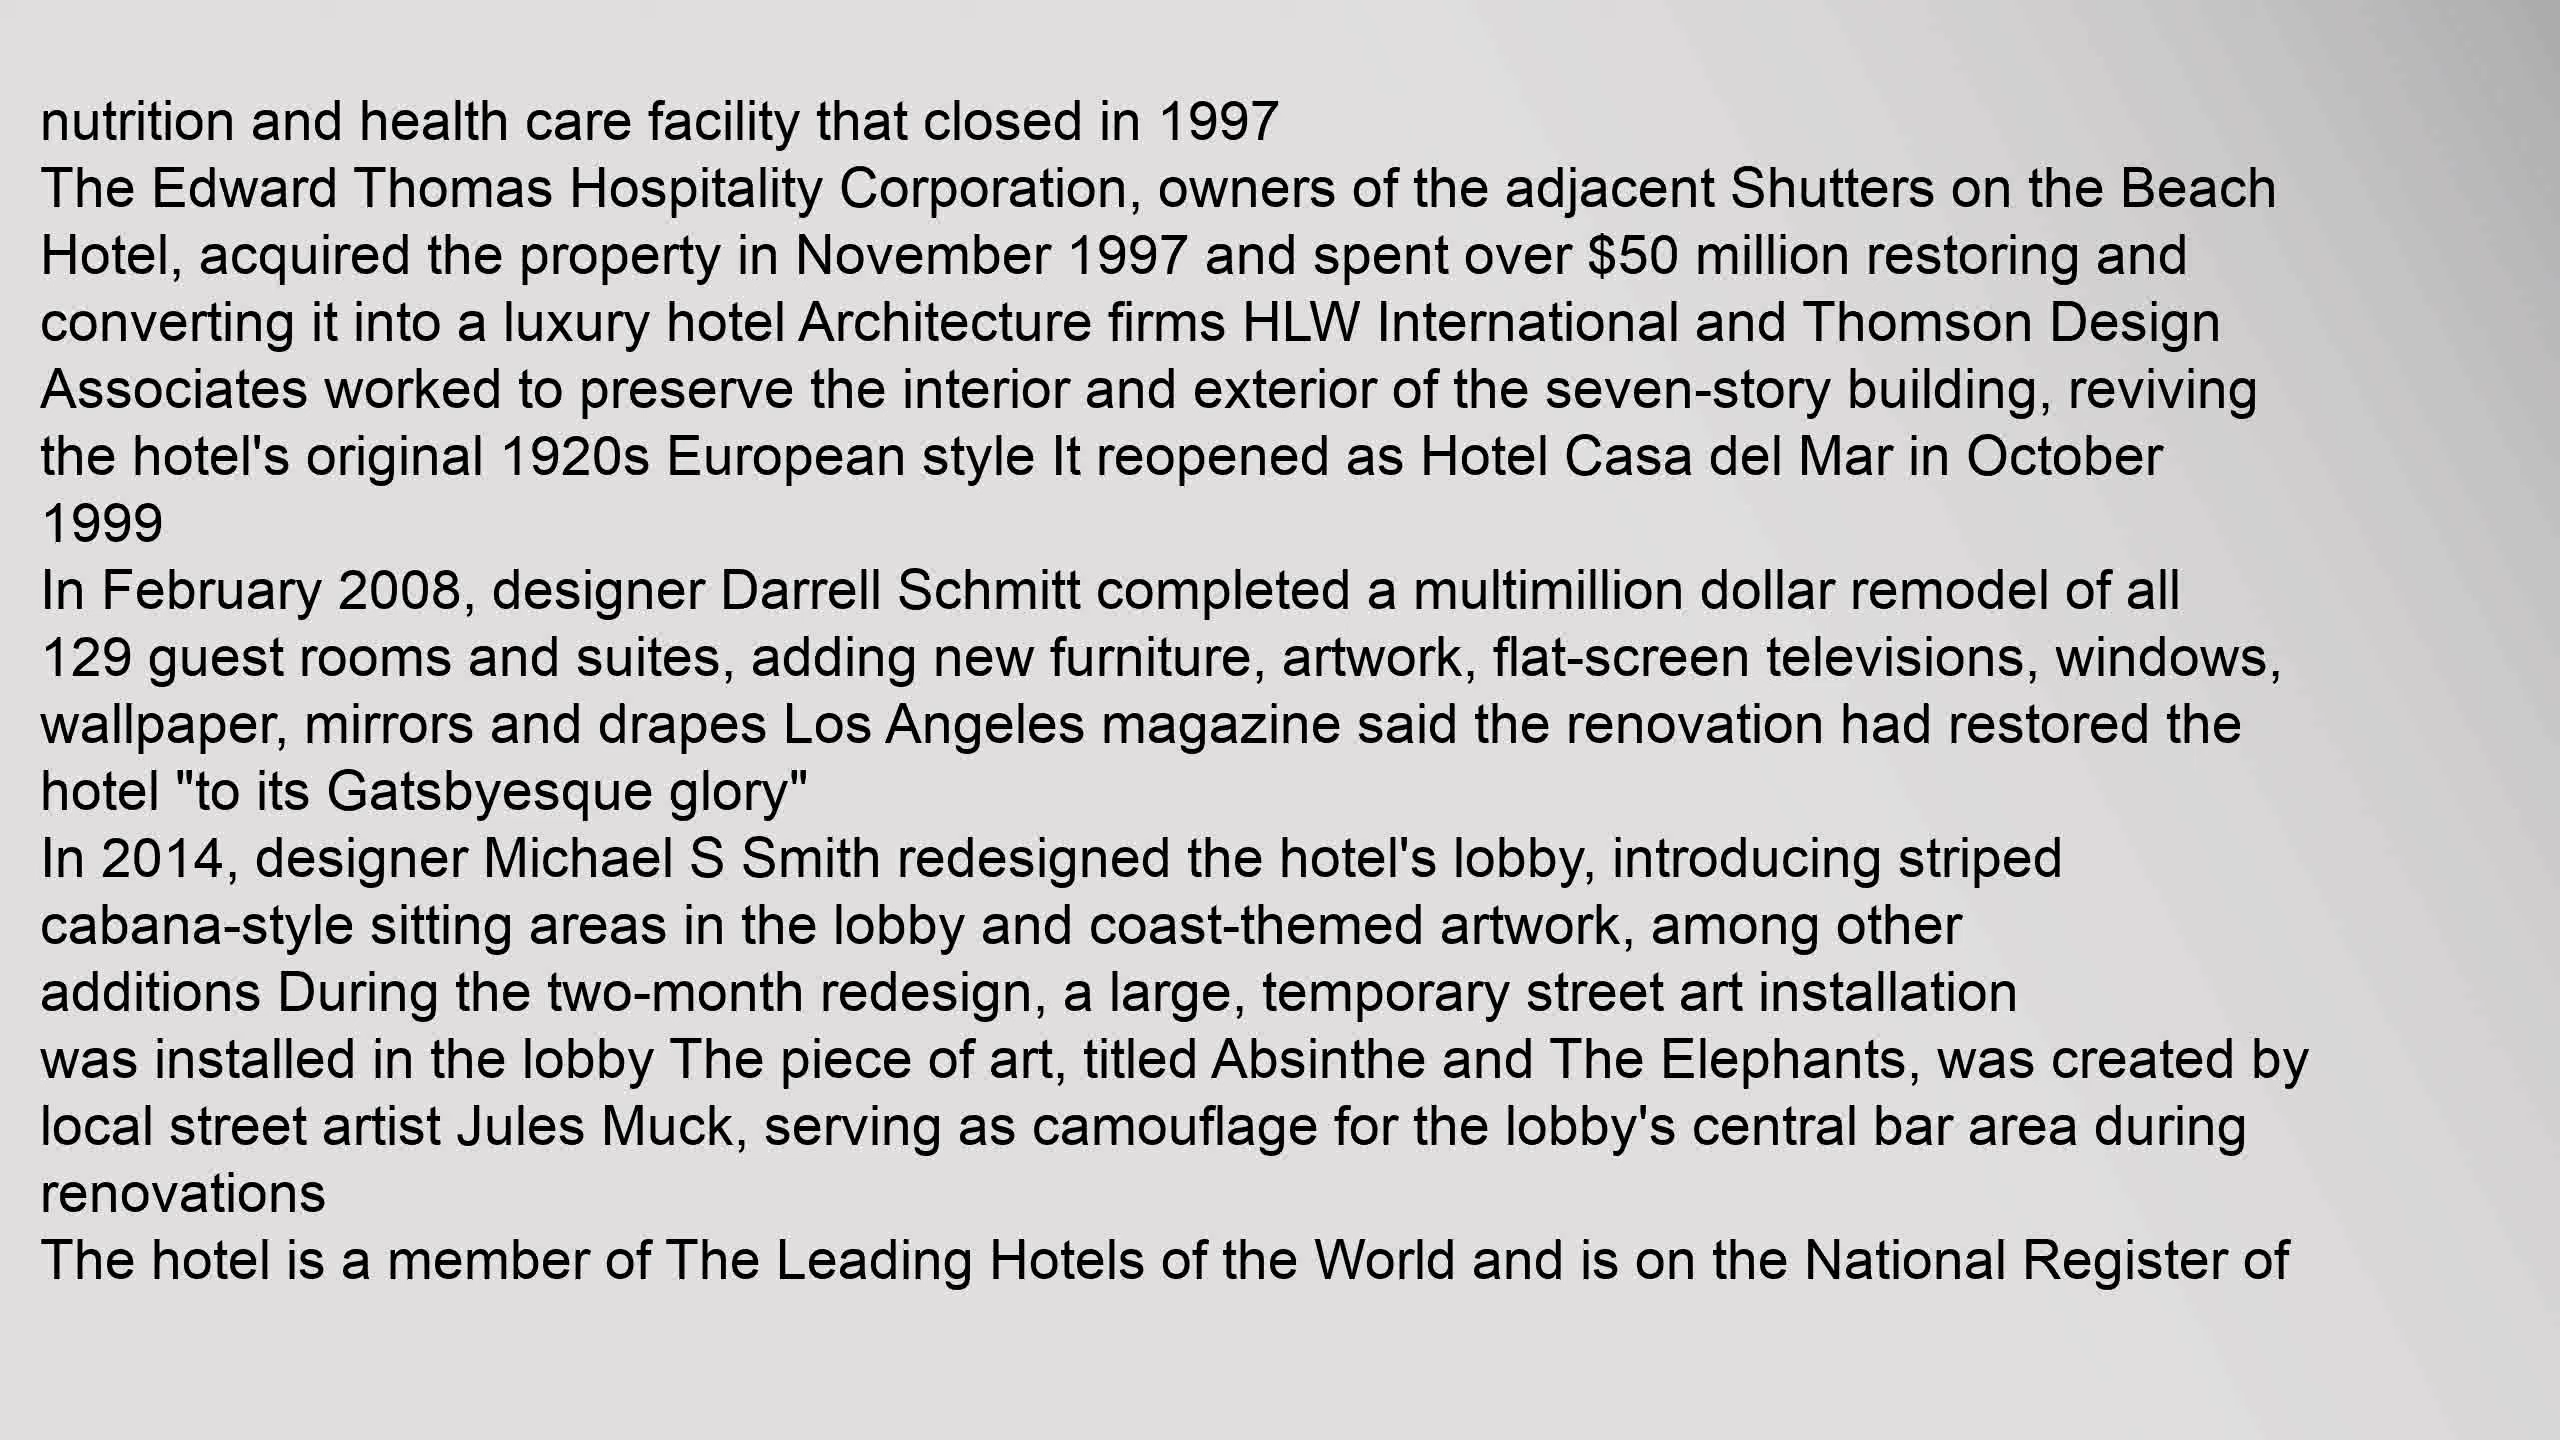 nutrition and health care facility that closed in 1997
The Edward Thomas Hospitality Corporation, owners of the adjacent Shutters on the Beach
Hotel, acquired the property in November 1997 and spent over $50 million restoring and
converting it into a luxury hotel Architecture firms HLW International and Thomson Design
Associates worked to preserve the interior and exterior of the seven-story building, reviving
the hotel's original 1920s European style It reopened as Hotel Casa del Mar in October
1999
In February 2008, designer Darrell Schmitt completed a multimillion dollar remodel of all
129 guest rooms and suites, adding new furniture, artwork, flat-screen televisions, windows,
wallpaper, mirrors and drapes Los Angeles magazine said the renovation had restored the
hotel "to its Gatsbyesque glory"
In 2014, designer Michael S Smith redesigned the hotel's lobby, introducing striped
cabana-style sitting areas in the lobby and coast-themed artwork, among other
additions During the two-month redesign, a large, temporary street art installation
was installed in the lobby The piece of art, titled Absinthe and The Elephants, was created by
local street artist Jules Muck, serving as camouflage for the lobby's central bar area during
renovations
The hotel is a member of The Leading Hotels of the World and is on the National Register of